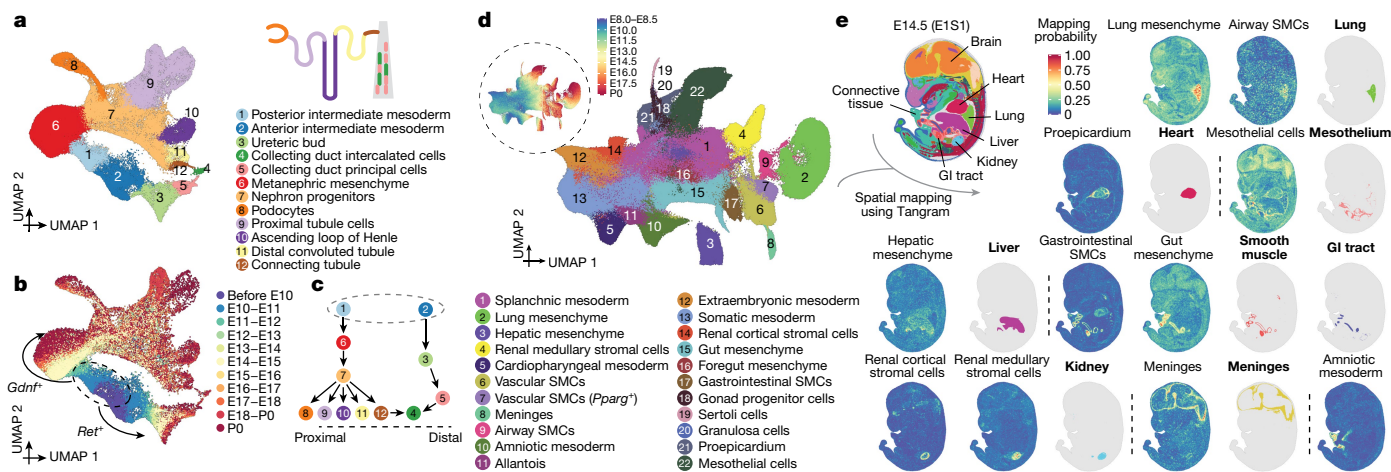 a
8
9
7
10
6
11
1
12
4
2
5
3
UMAP 2
UMAP 1
1 Posterior intermediate mesoderm
2 Anterior intermediate mesoderm
3 Ureteric bud
4 Collecting duct intercalated cells
5 Collecting duct principal cells
6 Metanephric mesenchyme
7 Nephron progenitors
8 Podocytes
9 Proximal tubule cells
10 Ascending loop of Henle
11 Distal convoluted tubule
12 Connecting tubule
b
Gdnf+
Ret+
UMAP 2
UMAP 1
Before E10
E10–E11
E11–E12
E12–E13
E13–E14
E14–E15
E15–E16
E16–E17
E17–E18
E18–P0
P0
c
1 2
6
3
7
5
8 9 10 11 12 4
Proximal Distal
d
E8.0–E8.5
E10.0
E11.5
E13.0
E14.5
E16.0
E17.5
P0
19
20
22
18
21
4
14
1
12
9
16
2
15
7
13
17
6
11
5
10
3
8
UMAP 2
UMAP 1
1 Splanchnic mesoderm
2 Lung mesenchyme
3 Hepatic mesenchyme
4 Renal medullary stromal cells
5 Cardiopharyngeal mesoderm
6 Vascular SMCs
7 Vascular SMCs (Pparg+)
8 Meninges
9 Airway SMCs
10 Amniotic mesoderm
11 Allantois
12 Extraembryonic mesoderm
13 Somatic mesoderm
14 Renal cortical stromal cells
15 Gut mesenchyme
16 Foregut mesenchyme
17 Gastrointestinal SMCs
18 Gonad progenitor cells
19 Sertoli cells
20 Granulosa cells
21 Proepicardium
22 Mesothelial cells
e
E14.5 (E1S1)
Brain
Heart
Connective
tissue
Lung
Liver
Kidney
GI tract
Spatial mapping
using Tangram
Mapping
probability
1.00
0.75
0.50
0.25
0
Lung mesenchyme Airway SMCs Lung
Proepicardium Heart Mesothelial cells Mesothelium
Hepatic
mesenchyme
Liver
Gastrointestinal
SMCs
Gut
mesenchyme
Smooth
muscle
GI tract
Renal cortical
stromal cells
Renal medullary
stromal cells
Kidney
Meninges
Meninges
Amniotic
mesoderm